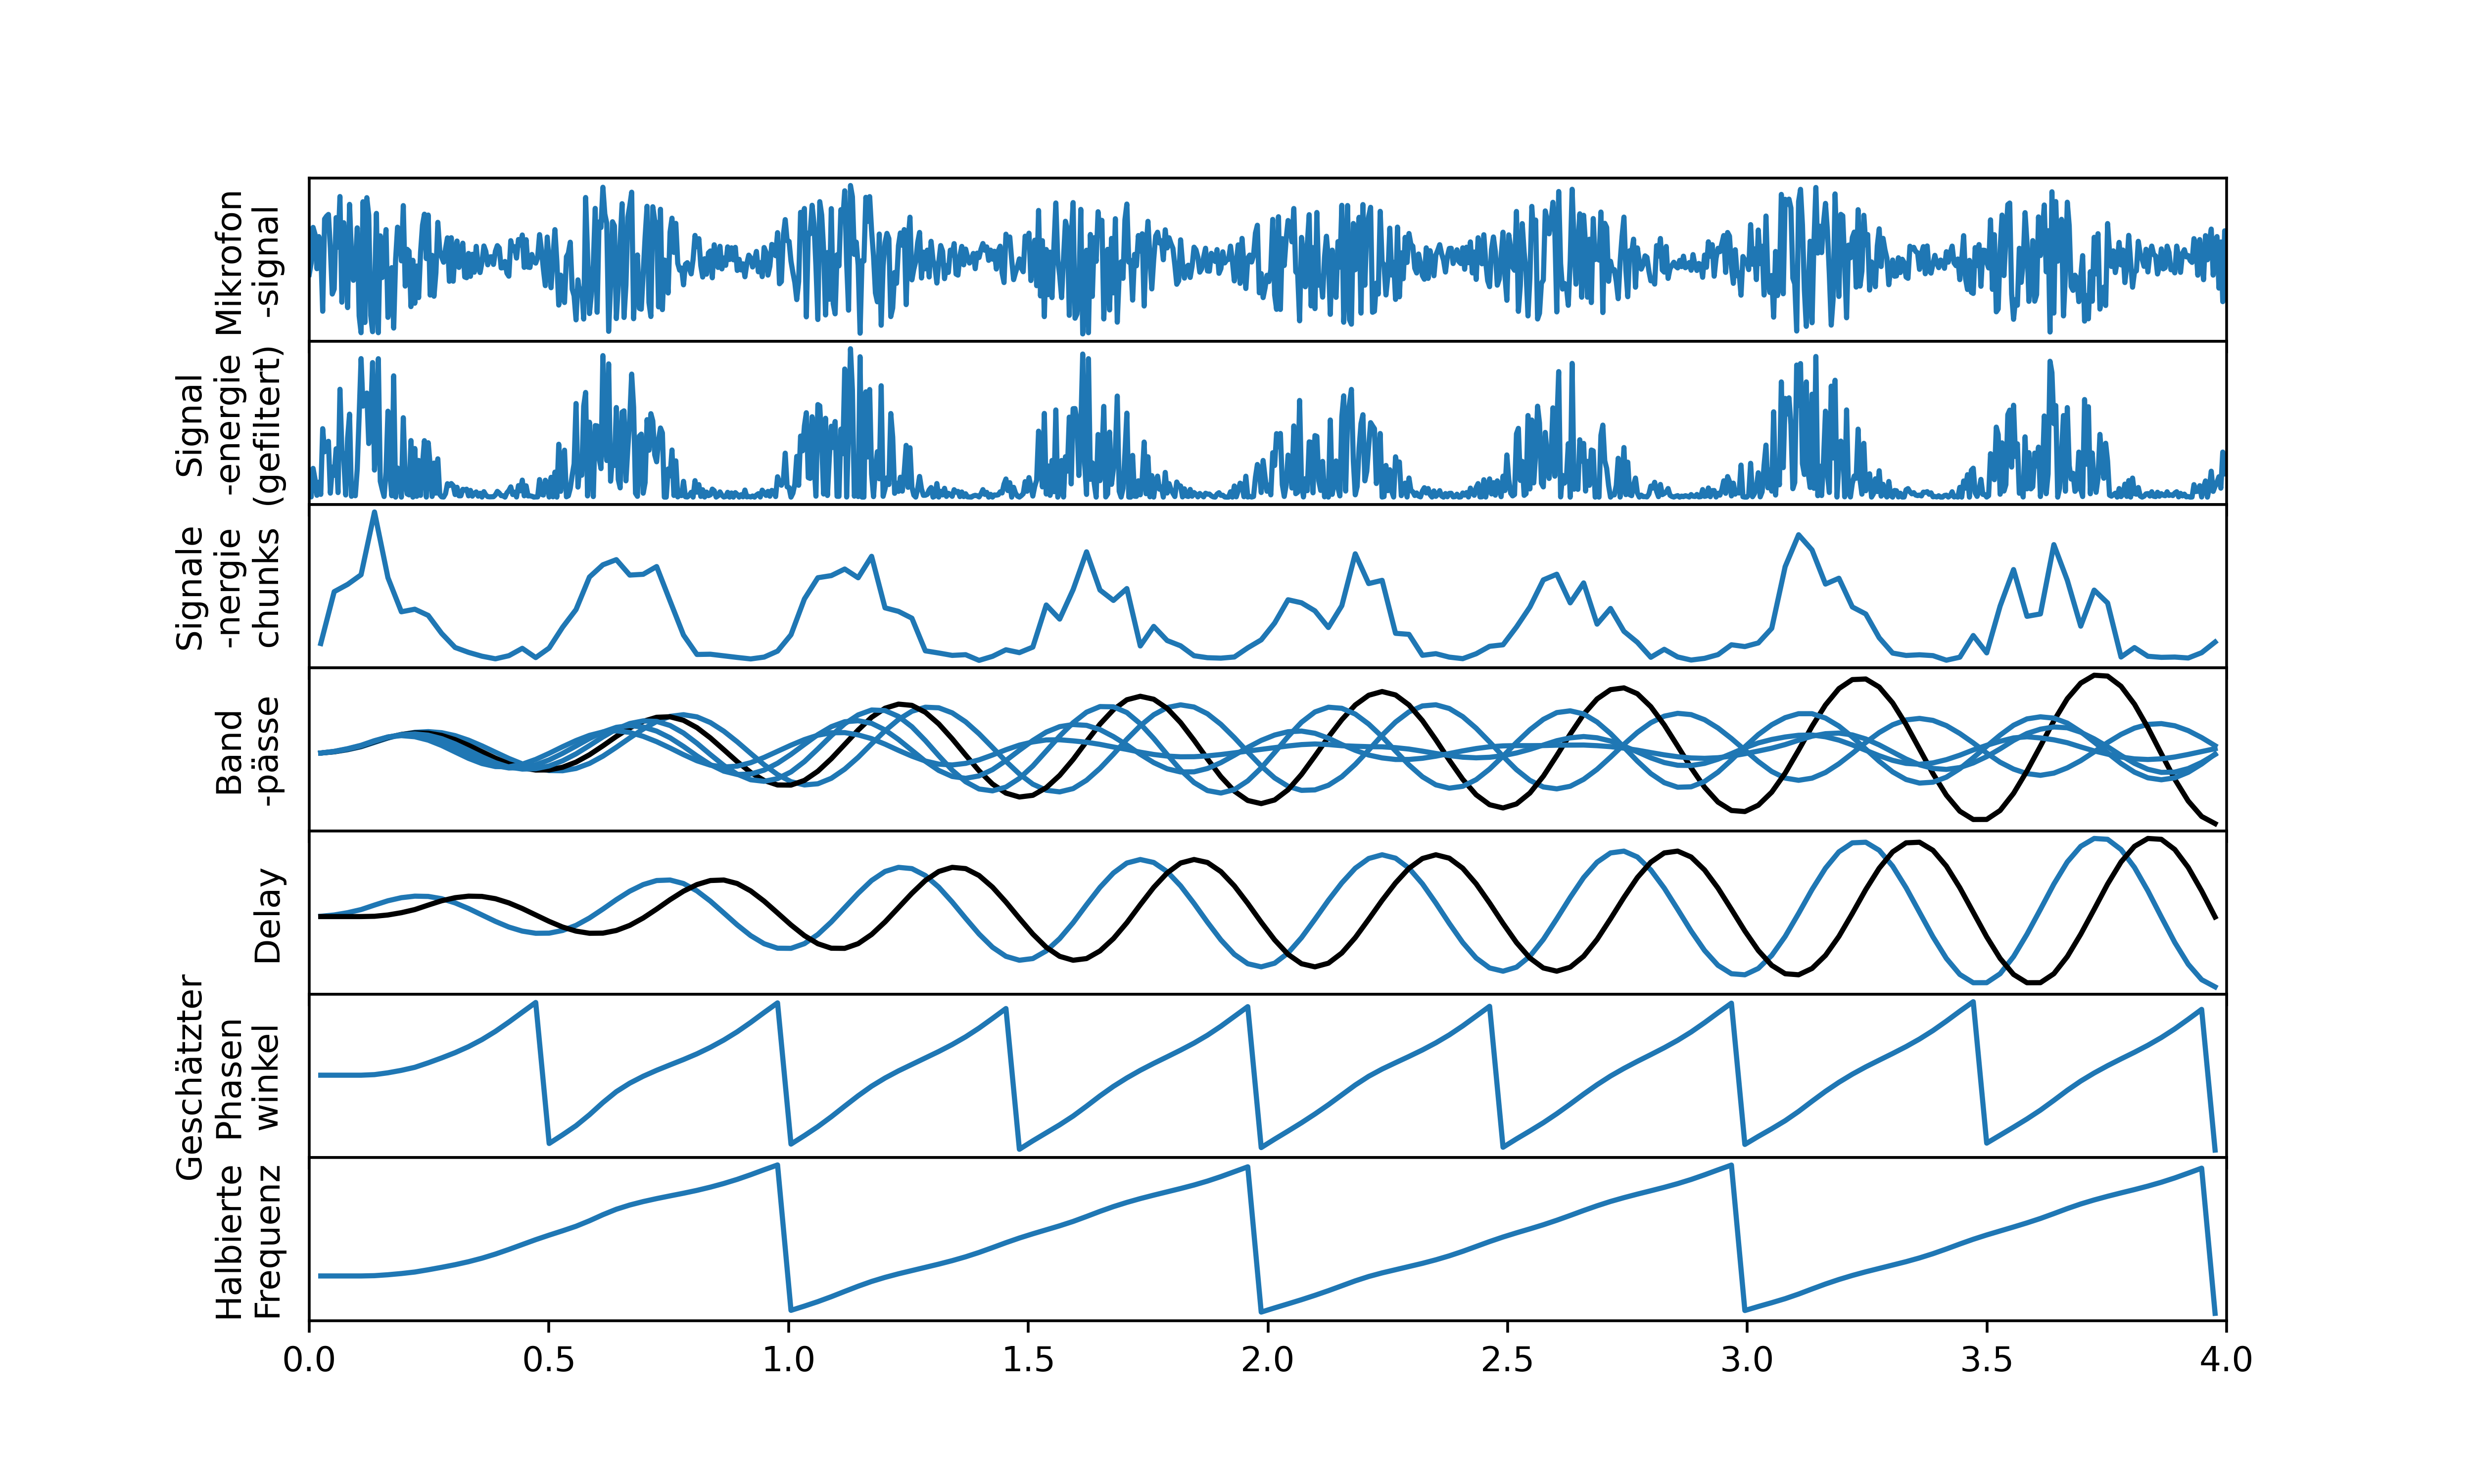 Mikrofon
-signal
Signal
-energie
(gefiltert)
Signale
-nergie
chunks
Band
-pässe
Delay
Geschätzter
Phasen
winkel
Halbierte
Frequenz
0.0 0.5 1.0 1.5 2.0 2.5 3.0 3.5 4.0